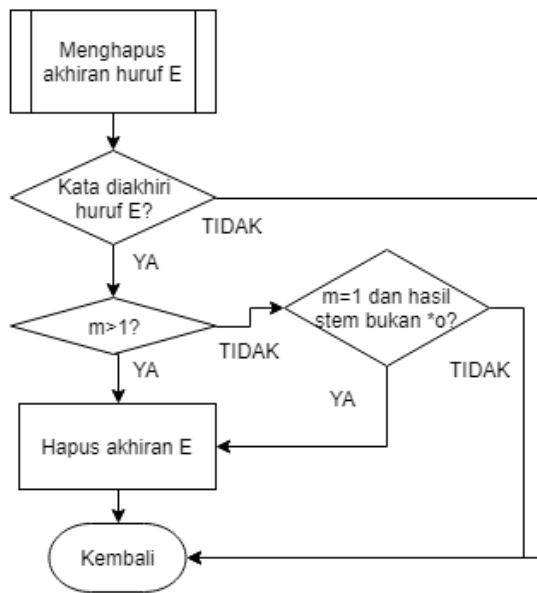 Menghapus
akhiran huruf E
Kata diakhiri
huruf E?
TIDAK
YA
m>1?
TIDAK
YA
m=1 dan hasil
stem bukan *o?
TIDAK
YA
Hapus akhiran E
Kembali